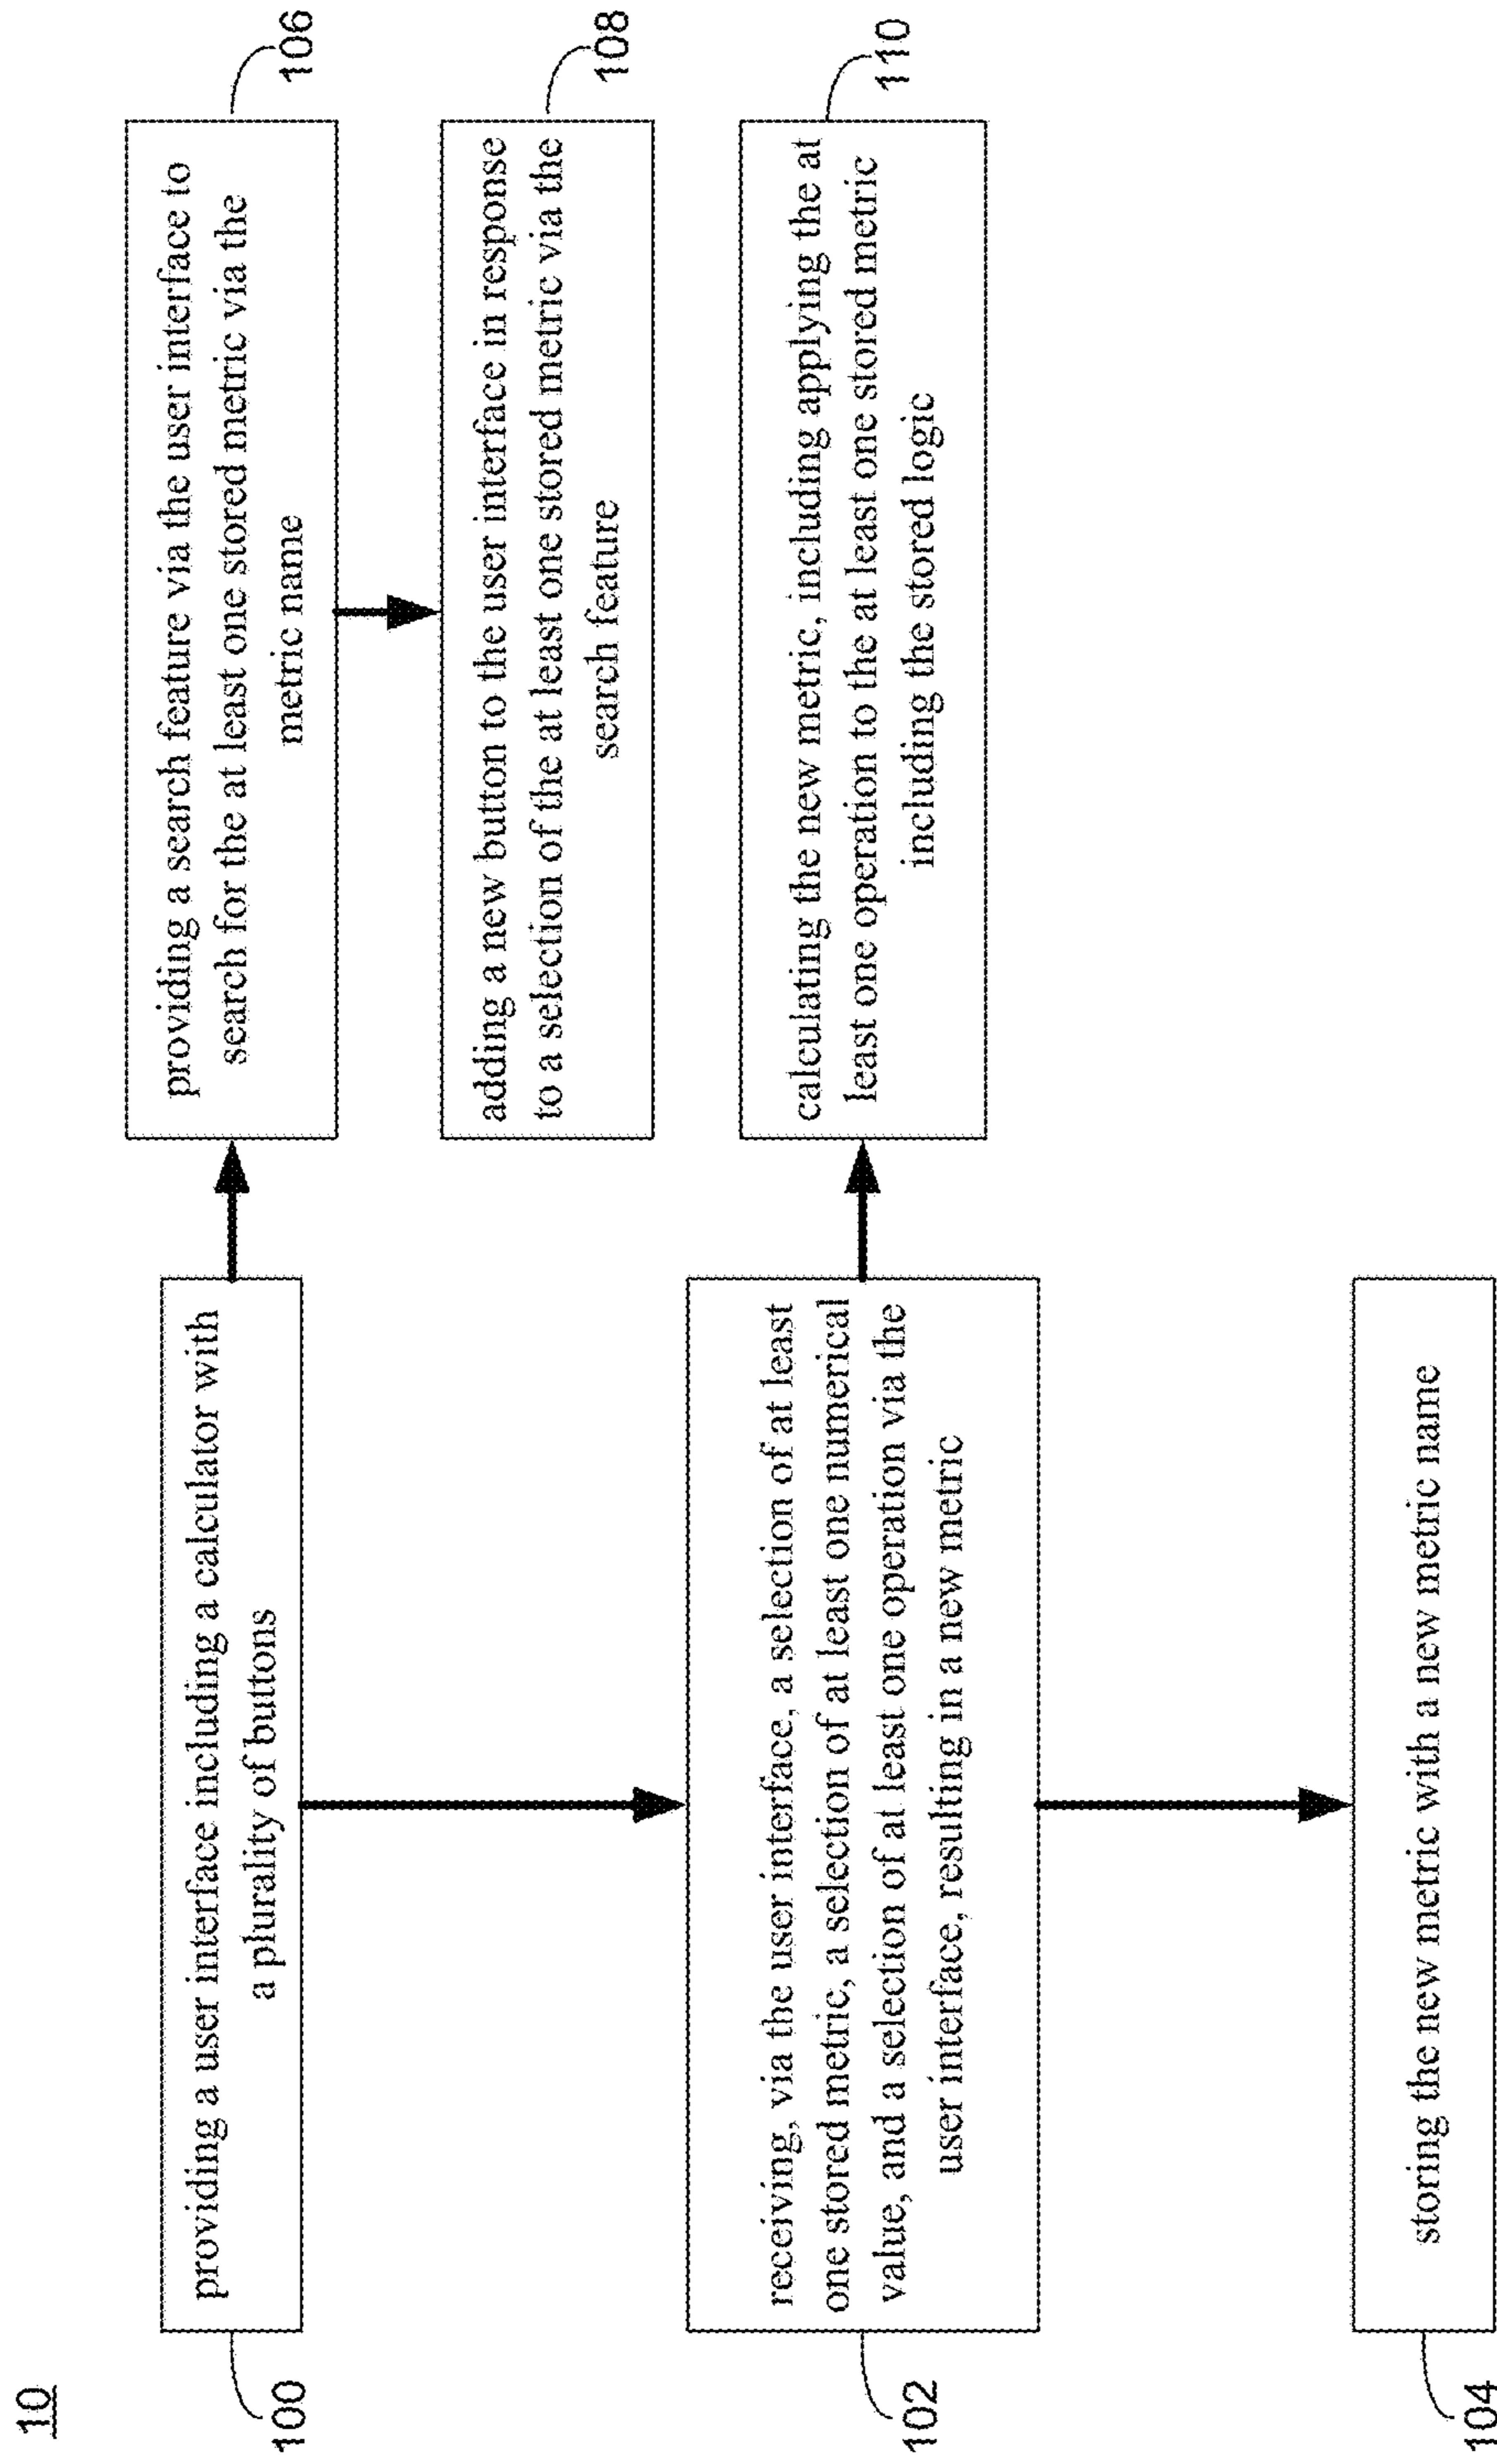 10
providing a user interface including a calculator with
a plurality of buttons
100
providing a search feature via the user interface to
search for the at least one stored metric via the
metric name
106
adding a new button to the user interface in response
to a selection of the at least one stored metric via the
search feature
108
receiving, via the user interface, a selection of at least
one stored metric, a selection of at least one numerical
value, and a selection of at least one operation via the
user interface, resulting in a new metric
102
calculating the new metric, including applying the at
least one operation to the at least one stored metric
including the stored logic
110
storing the new metric with a new metric name
104